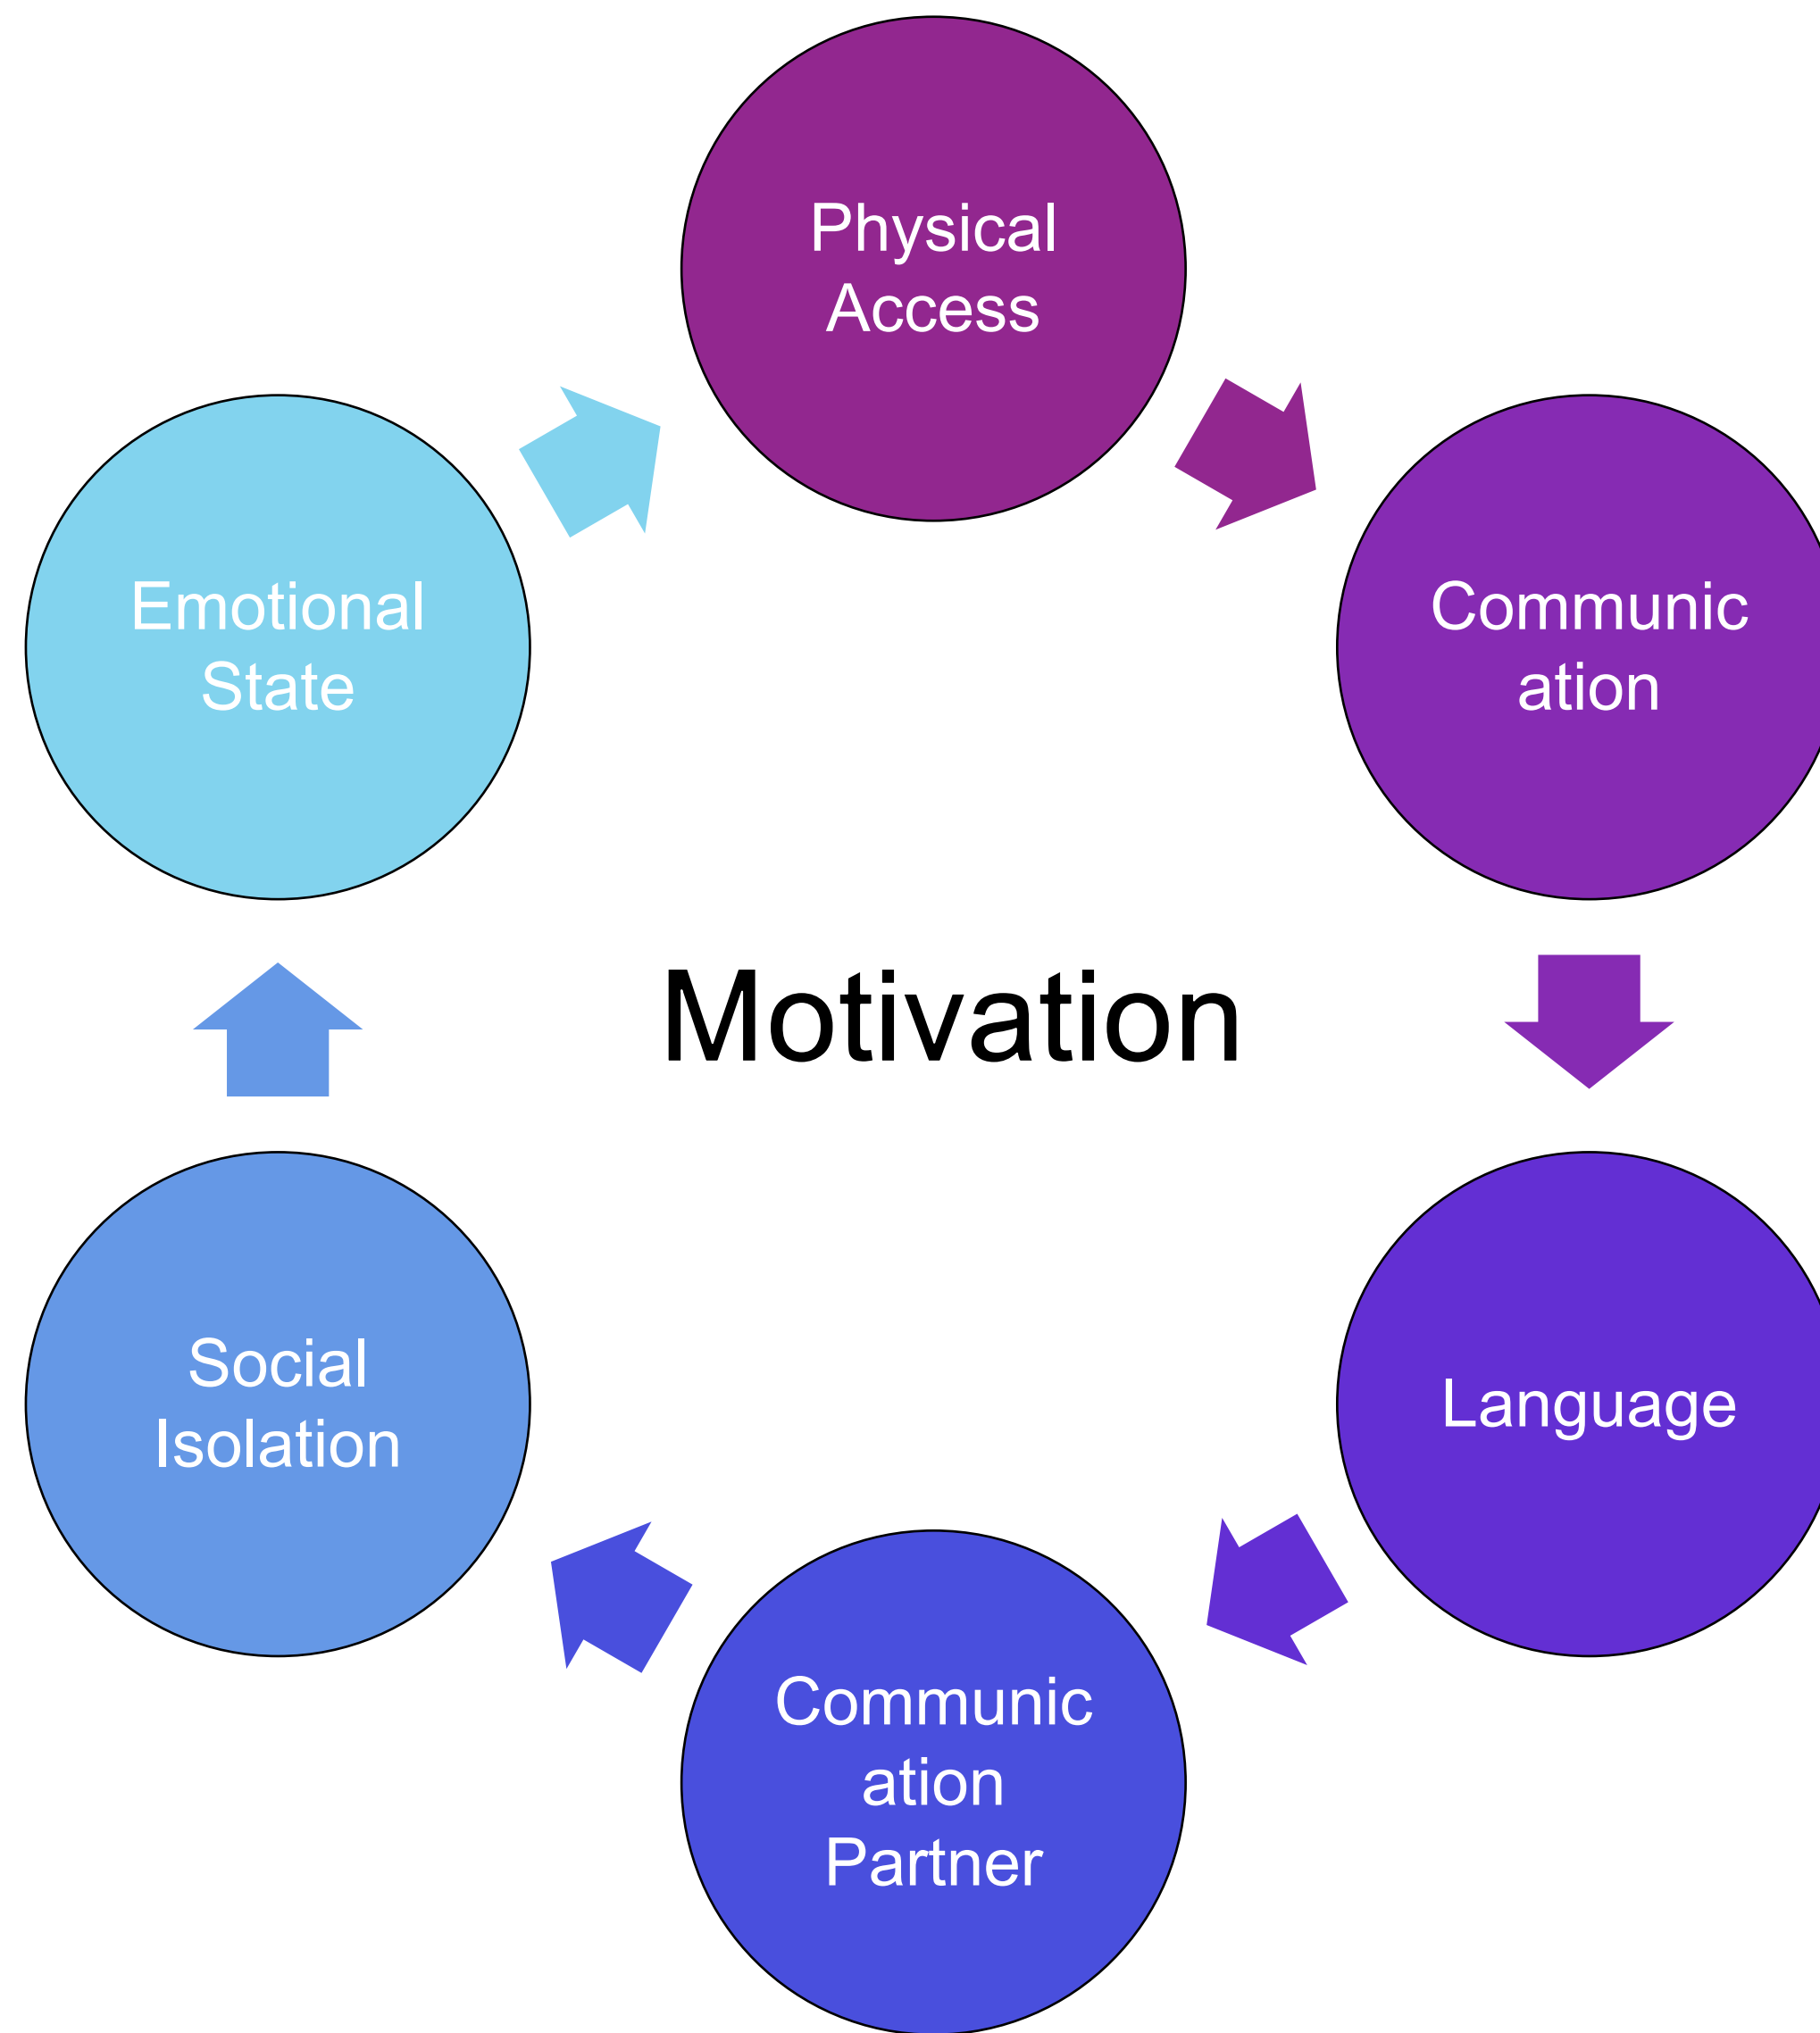 Physical
Access
Communic
ation
Language
Communic
ation
Partner
Social
Isolation
Emotional
State
Motivation